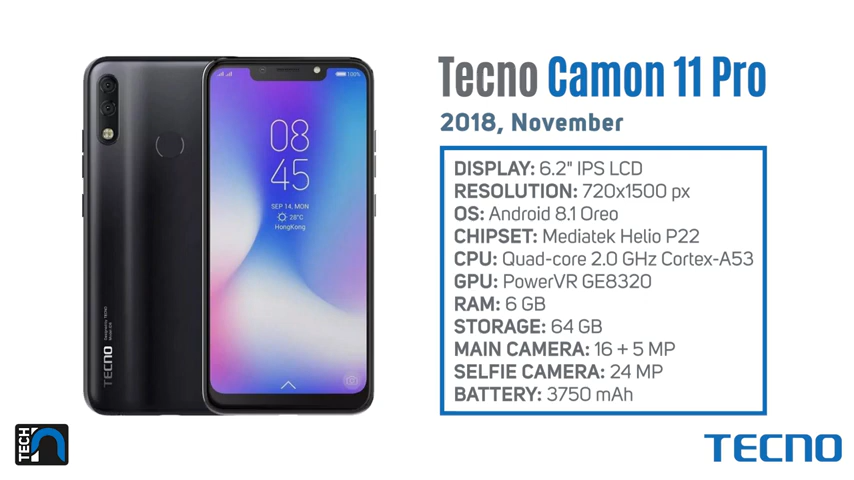 Tecno Camon 11 Pro
2018, November
DISPLAY: 6.2" IPS LCD
RESOLUTION: 720x1500 px
OS: Android 8.1 Oreo
CHIPSET: Mediatek Helio P22
CPU: Quad-core 2.0 GHz Cortex-A53
GPU: PowerVR GE8320
RAM: 6 GB
STORAGE: 64 GB
MAIN CAMERA: 16 + 5 MP
SELFIE CAMERA: 24 MP
BATTERY: 3750 mAh
100%
08
45
SEP 14, MON
28°C
HongKong
TECNO
TECH
TECNO